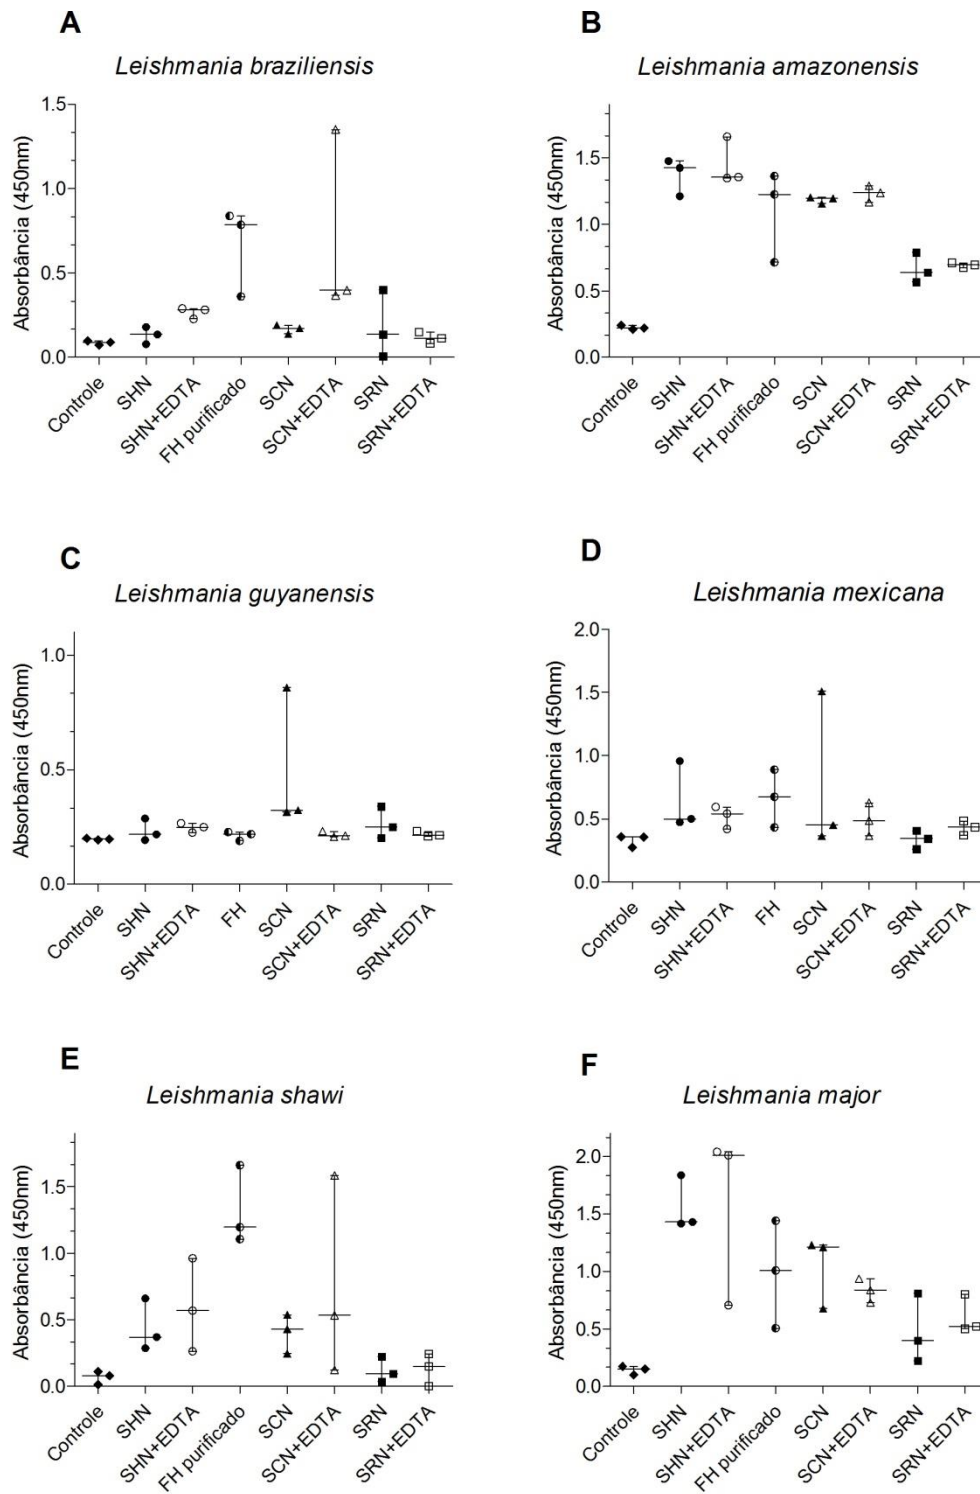 A
Leishmania braziliensis
Absorbância (450nm)
1.5
1.0
0.5
0.0
Controle
SHN
SHN+EDTA
FH purificado
SCN
SCN+EDTA
SRN
SRN+EDTA
B
Leishmania amazonensis
Absorbância (450nm)
1.5
1.0
0.5
0.0
Controle
SHN
SHN+EDTA
FH purificado
SCN
SCN+EDTA
SRN
SRN+EDTA
C
Leishmania guyanensis
Absorbância (450nm)
1.0
0.5
0.0
Controle
SHN
SHN+EDTA
FH
SCN
SCN+EDTA
SRN
SRN+EDTA
D
Leishmania mexicana
Absorbância (450nm)
2.0
1.5
1.0
0.5
0.0
Controle
SHN
SHN+EDTA
FH
SCN
SCN+EDTA
SRN
SRN+EDTA
E
Leishmania shawi
Absorbância (450nm)
1.5
1.0
0.5
0.0
Controle
SHN
SHN+EDTA
FH purificado
SCN
SCN+EDTA
SRN
SRN+EDTA
F
Leishmania major
Absorbância (450nm)
2.0
1.5
1.0
0.5
0.0
Controle
SHN
SHN+EDTA
FH purificado
SCN
SCN+EDTA
SRN
SRN+EDTA